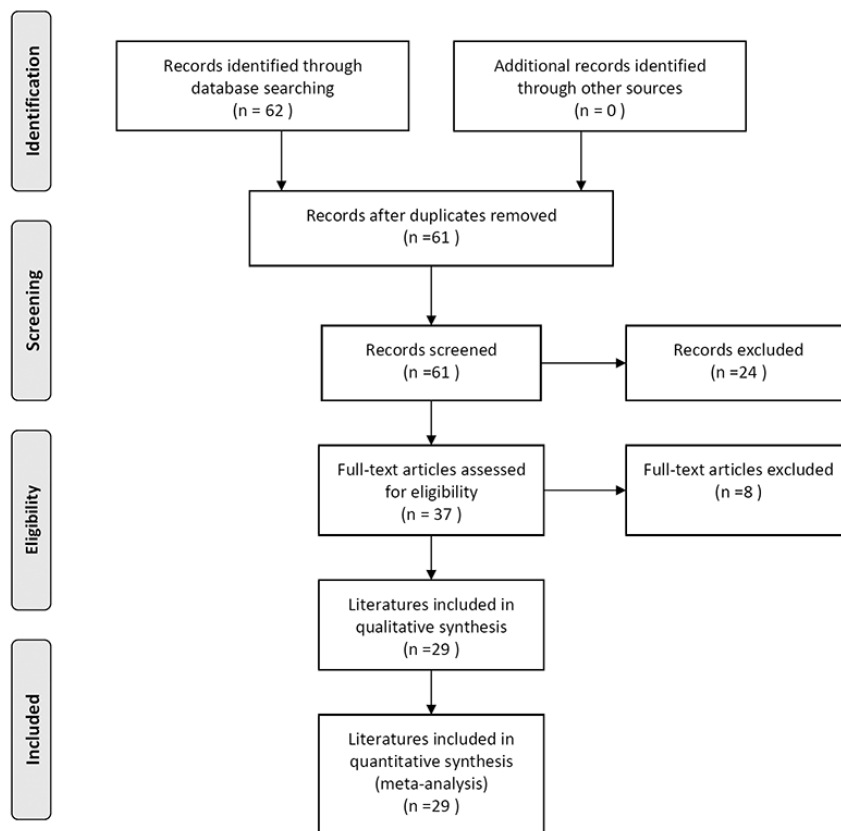 Identification
Records identified through
database searching
(n = 62 )
Additional records identified
through other sources
(n = 0 )
Records after duplicates removed
(n =61 )
Screening
Records screened
(n =61 )
Records excluded
(n =24 )
Eligibility
Full-text articles assessed
for eligibility
(n = 37 )
Full-text articles excluded
(n =8 )
Literatures included in
qualitative synthesis
(n =29 )
Included
Literatures included in
quantitative synthesis
(meta-analysis)
(n =29 )